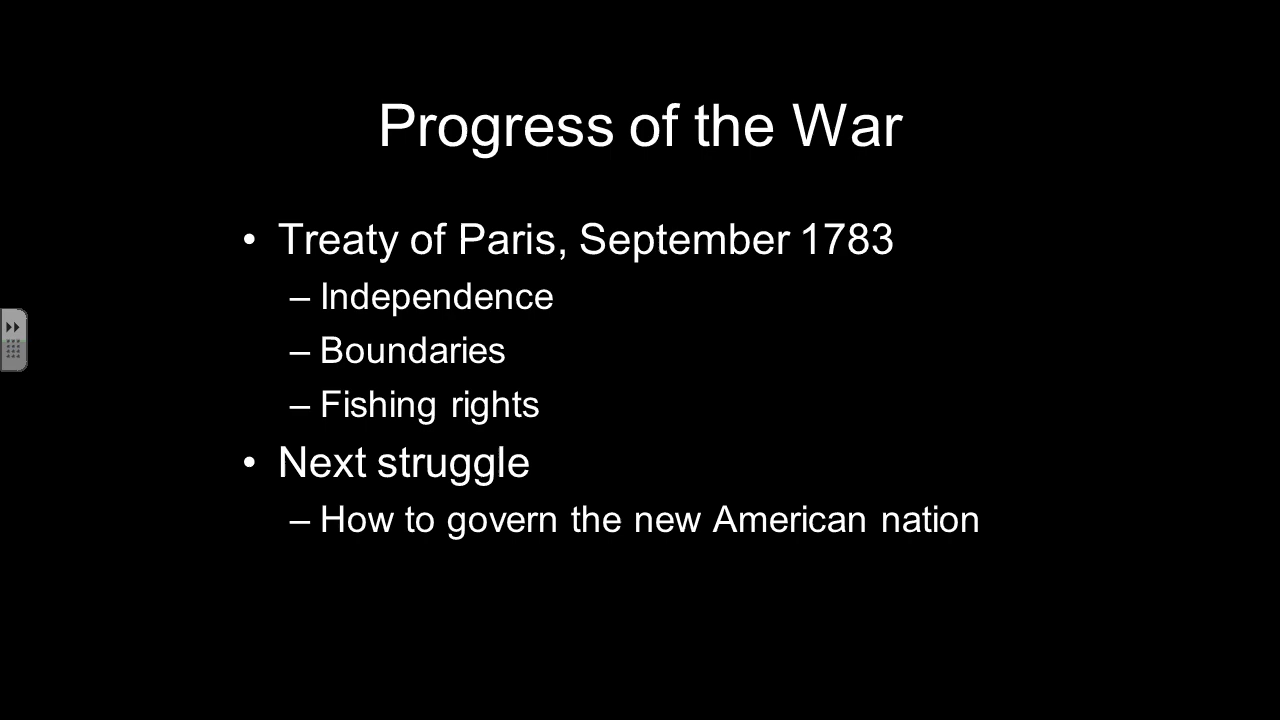 Progress of the War
• Treaty of Paris, September 1783
– Independence
– Boundaries
– Fishing rights
• Next struggle
– How to govern the new American nation